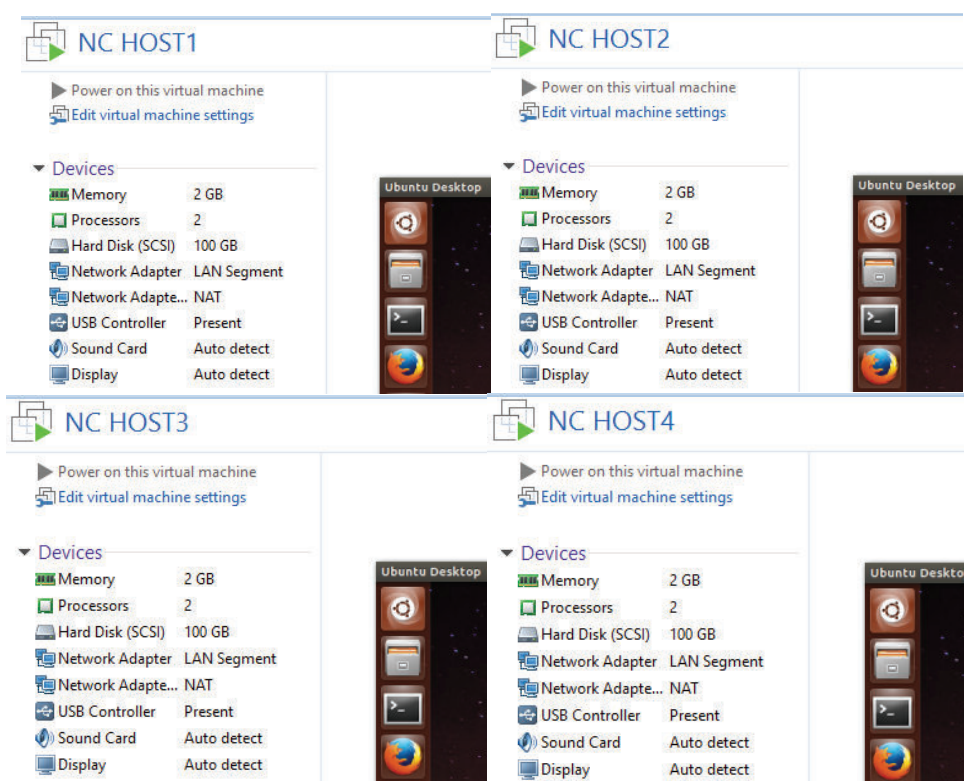 NC HOST1
Power on this virtual machine
Edit virtual machine settings
Devices
Memory 2 GB
Processors 2
Hard Disk (SCSI) 100 GB
Network Adapter LAN Segment
Network Adapte... NAT
USB Controller Present
Sound Card Auto detect
Display Auto detect
Ubuntu Desktop
NC HOST2
Power on this virtual machine
Edit virtual machine settings
Devices
Memory 2 GB
Processors 2
Hard Disk (SCSI) 100 GB
Network Adapter LAN Segment
Network Adapte... NAT
USB Controller Present
Sound Card Auto detect
Display Auto detect
Ubuntu Desktop
NC HOST3
Power on this virtual machine
Edit virtual machine settings
Devices
Memory 2 GB
Processors 2
Hard Disk (SCSI) 100 GB
Network Adapter LAN Segment
Network Adapte... NAT
USB Controller Present
Sound Card Auto detect
Display Auto detect
Ubuntu Desktop
NC HOST4
Power on this virtual machine
Edit virtual machine settings
Devices
Memory 2 GB
Processors 2
Hard Disk (SCSI) 100 GB
Network Adapter LAN Segment
Network Adapte... NAT
USB Controller Present
Sound Card Auto detect
Display Auto detect
Ubuntu Deskto